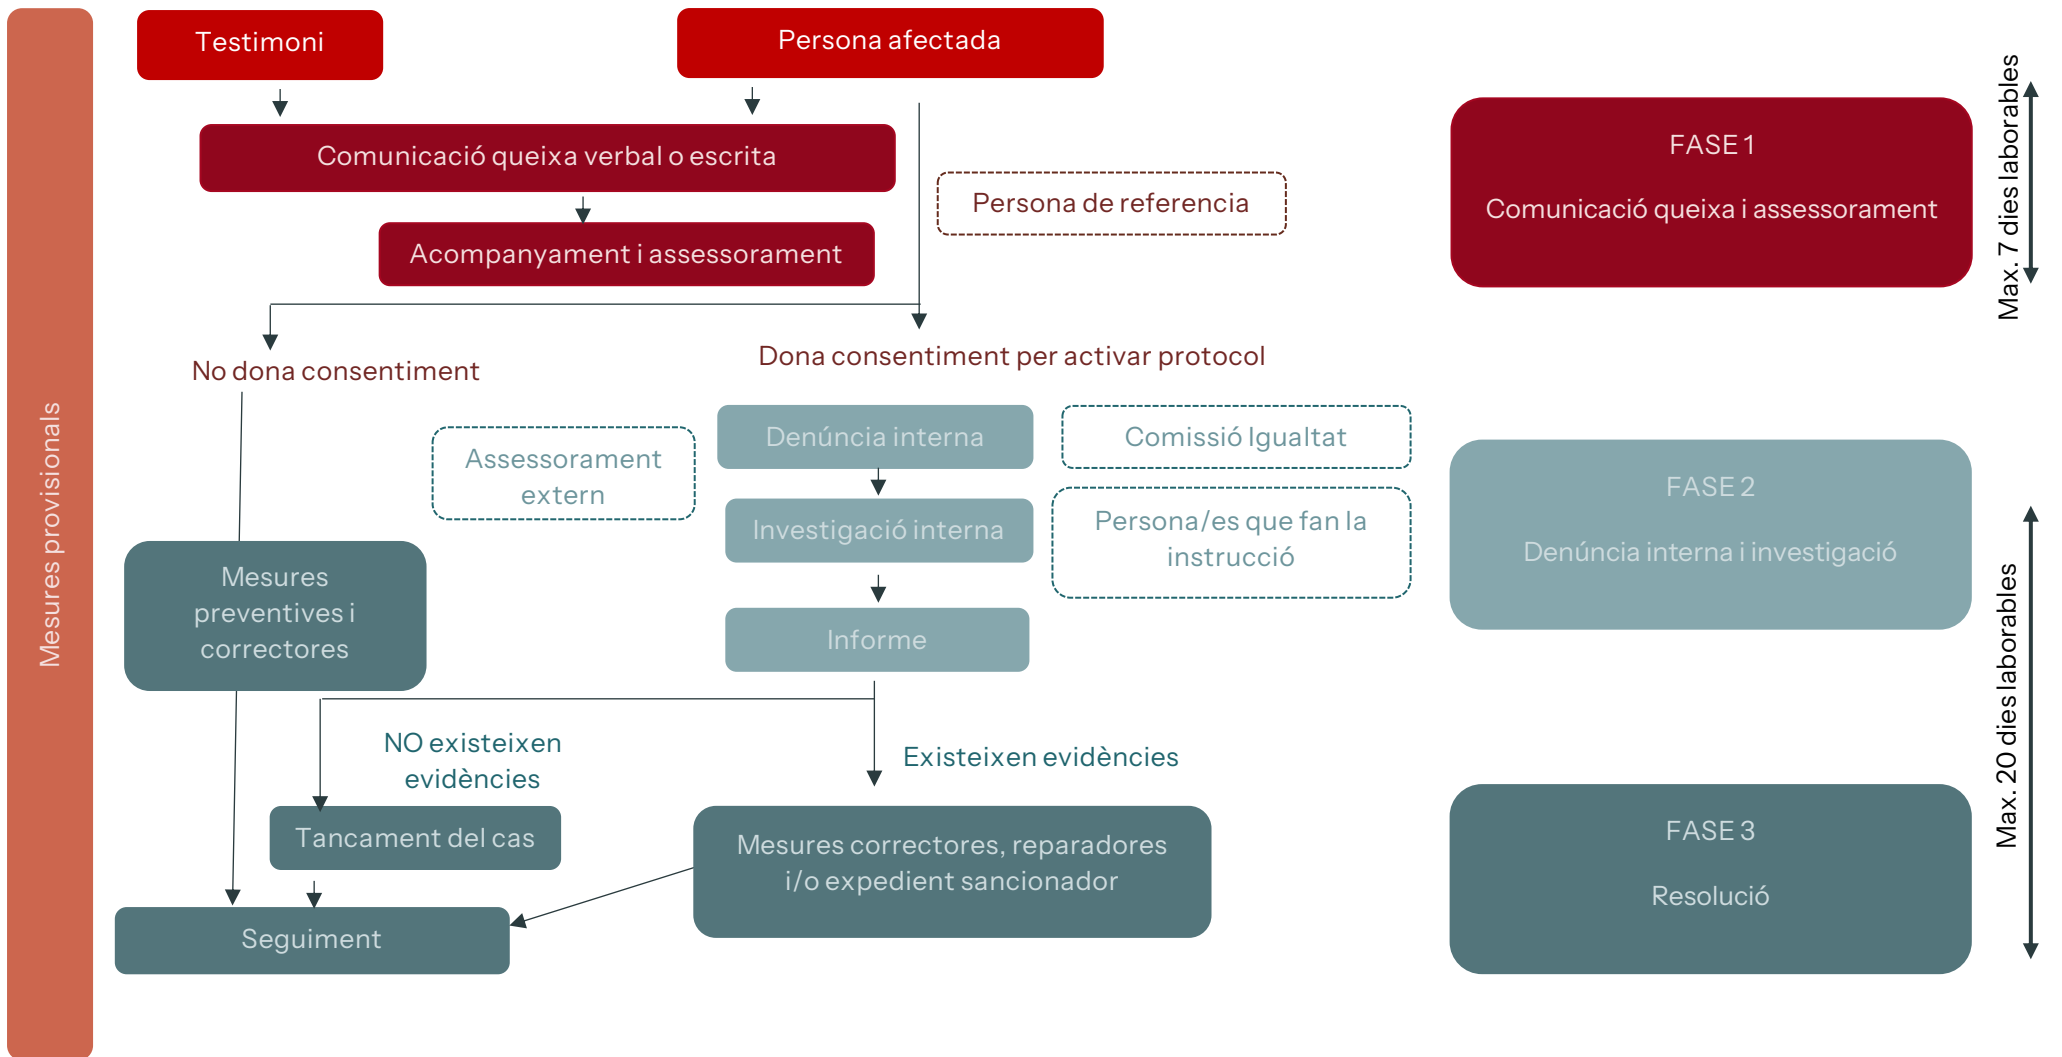 Testimoni
Persona afectada
Comunicació queixa verbal o escrita
Persona de referencia
Acompanyament i assessorament
FASE 1
Comunicació queixa i assessorament
Max. 7 dies laborables
No dona consentiment
Dona consentiment per activar protocol
Mesures provisionals
Assessorament
extern
Denúncia interna
Comissió Igualtat
Investigació interna
Persona/es que fan la
instrucció
Informe
FASE 2
Denúncia interna i investigació
Mesures
preventives i
correctores
NO existeixen
evidències
Existeixen evidències
Max. 20 dies laborables
Tancament del cas
Mesures correctores, reparadores
i/o expedient sancionador
FASE 3
Resolució
Seguiment